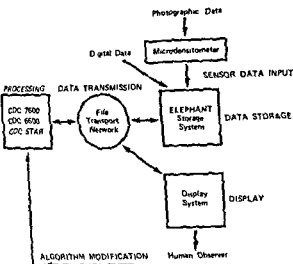 Photographic Data
Digital Data
Microdensitometer
SENSOR DATA INPUT
PROCESSING
DATA TRANSMISSION
CDC 7600
CDC 6600
CDC STAR
File
Transport
Network
ELEPHANT
Storage
System
DATA STORAGE
Display
System
DISPLAY
ALGORITHM MODIFICATION
Human Observer